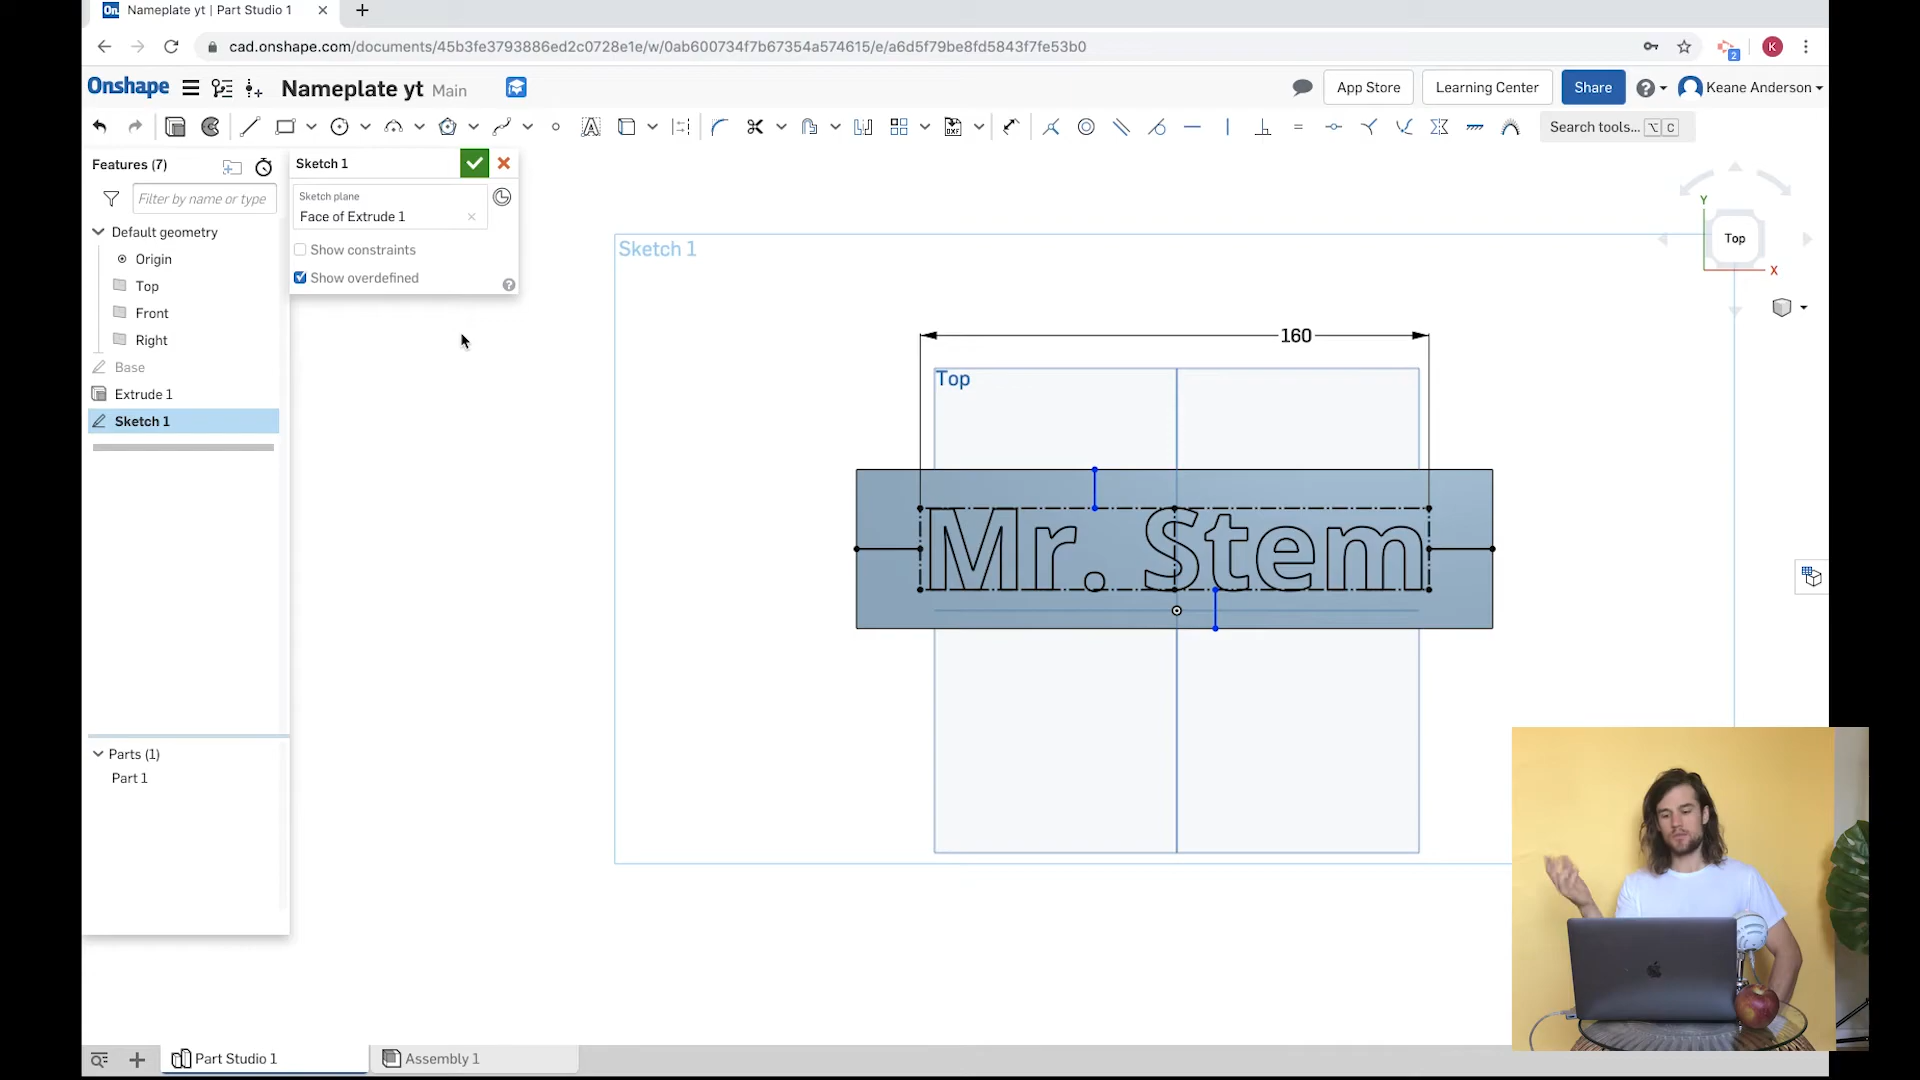 On Nameplate yt | Part Studio 1
cad.onshape.com/documents/45b3fe3793886ed2c0728e1e/w/0ab600734f7b67354a574615/e/a6d5f79be8fd5843f7fe53b0
2
K
Onshape
Nameplate yt Main
App Store
Learning Center
Share
Keane Anderson
DXF
Search tools... ⌥ C
Features (7)
Filter by name or type
Default geometry
Origin
Top
Front
Right
Base
Extrude 1
Sketch 1
Sketch 1
Sketch plane
Face of Extrude 1
Show constraints
Show overdefined
Sketch 1
Y
Top
X
160
Top
Mr. Stem
Parts (1)
Part 1
Part Studio 1
Assembly 1